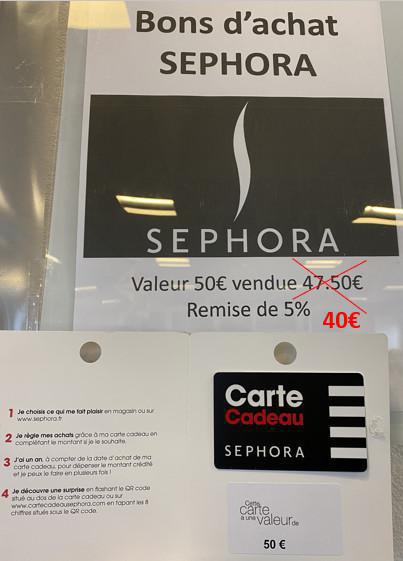 Bons d'achat
SEPHORA
SEPHORA
Valeur 50€ vendue 47.50€
Remise de 5%
40€
1 Je choisis ce qui me fait plaisir en magasin ou sur
www.sephora.fr
2 Je règle mes achats grâce à ma carte cadeau en
complétant le montant si je le souhaite.
3 J'ai un an, à compter de la date d'achat de ma
carte cadeau, pour dépenser le montant crédité
et je peux le faire en plusieurs fois !
4 Je découvre une surprise en flashant le QR code
situé au dos de la carte cadeau ou sur
www.cartecadeausephora.com en tapant les 8
chiffres situés sous le QR code.
Carte
Cadeau
SEPHORA
Cette
carte
a une valeur de
50 €